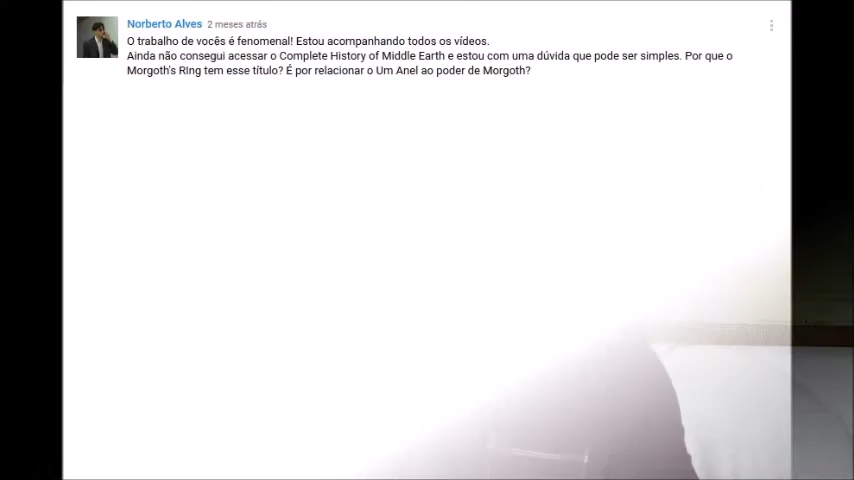 Norberto Alves 2 meses atrás
O trabalho de vocês é fenomenal! Estou acompanhando todos os vídeos.
Ainda não consegui acessar o Complete History of Middle Earth e estou com uma dúvida que pode ser simples. Por que o
Morgoth's RIng tem esse título? É por relacionar o Um Anel ao poder de Morgoth?